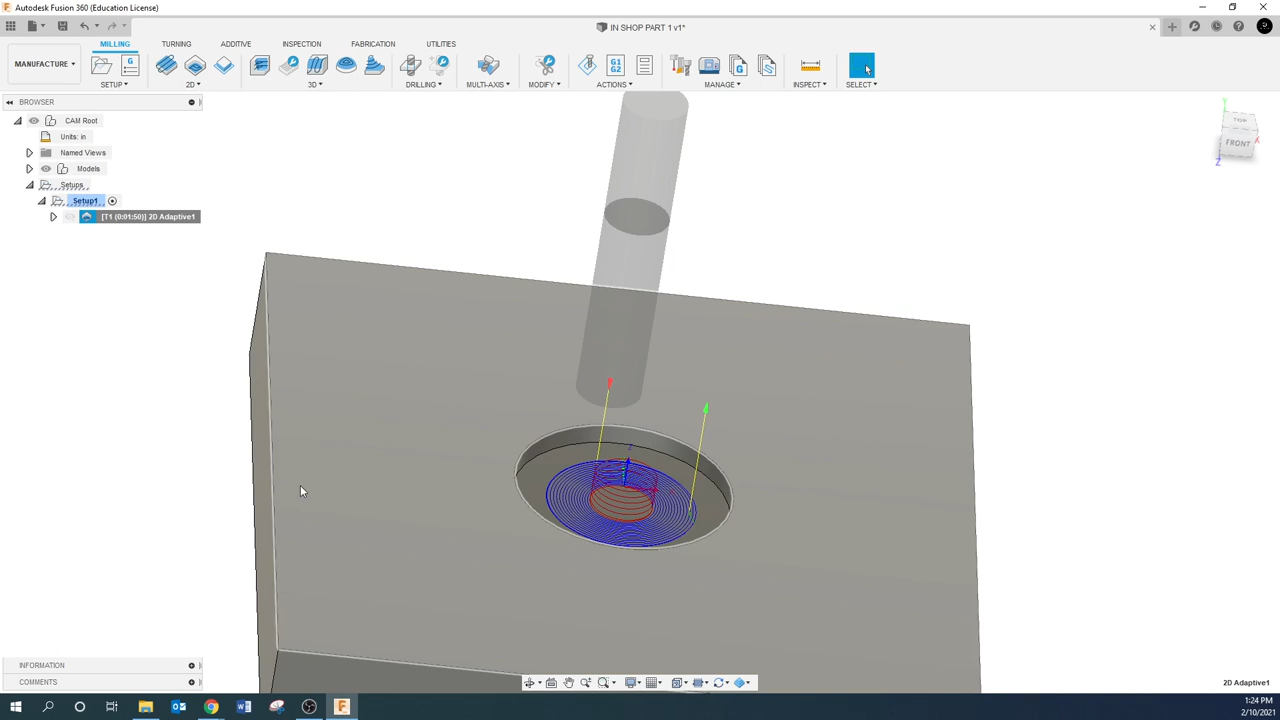 Autodesk Fusion 360 (Education License)
IN SHOP PART 1 v1*
MANUFACTURE
MILLING
TURNING
ADDITIVE
INSPECTION
FABRICATION
UTILITIES
SETUP
2D
3D
DRILLING
MULTI-AXIS
MODIFY
G1
G2
ACTIONS
MANAGE
INSPECT
SELECT
BROWSER
CAM Root
Units: in
Named Views
Models
Setups
Setup1
[T1 (0:01:50)] 2D Adaptive1
Y
FRONT
X
Z
Z
INFORMATION
COMMENTS
2D Adaptive1
1:24 PM
2/10/2021